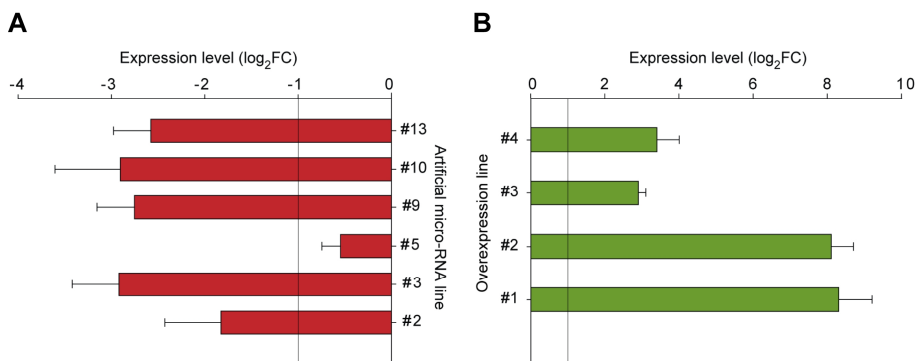 A
Expression level (log₂FC)
-4 -3 -2 -1 0
#13
#10
#9
#5
#3
#2
Artificial micro-RNA line
B
Expression level (log₂FC)
0 2 4 6 8 10
#4
#3
#2
#1
Overexpression line